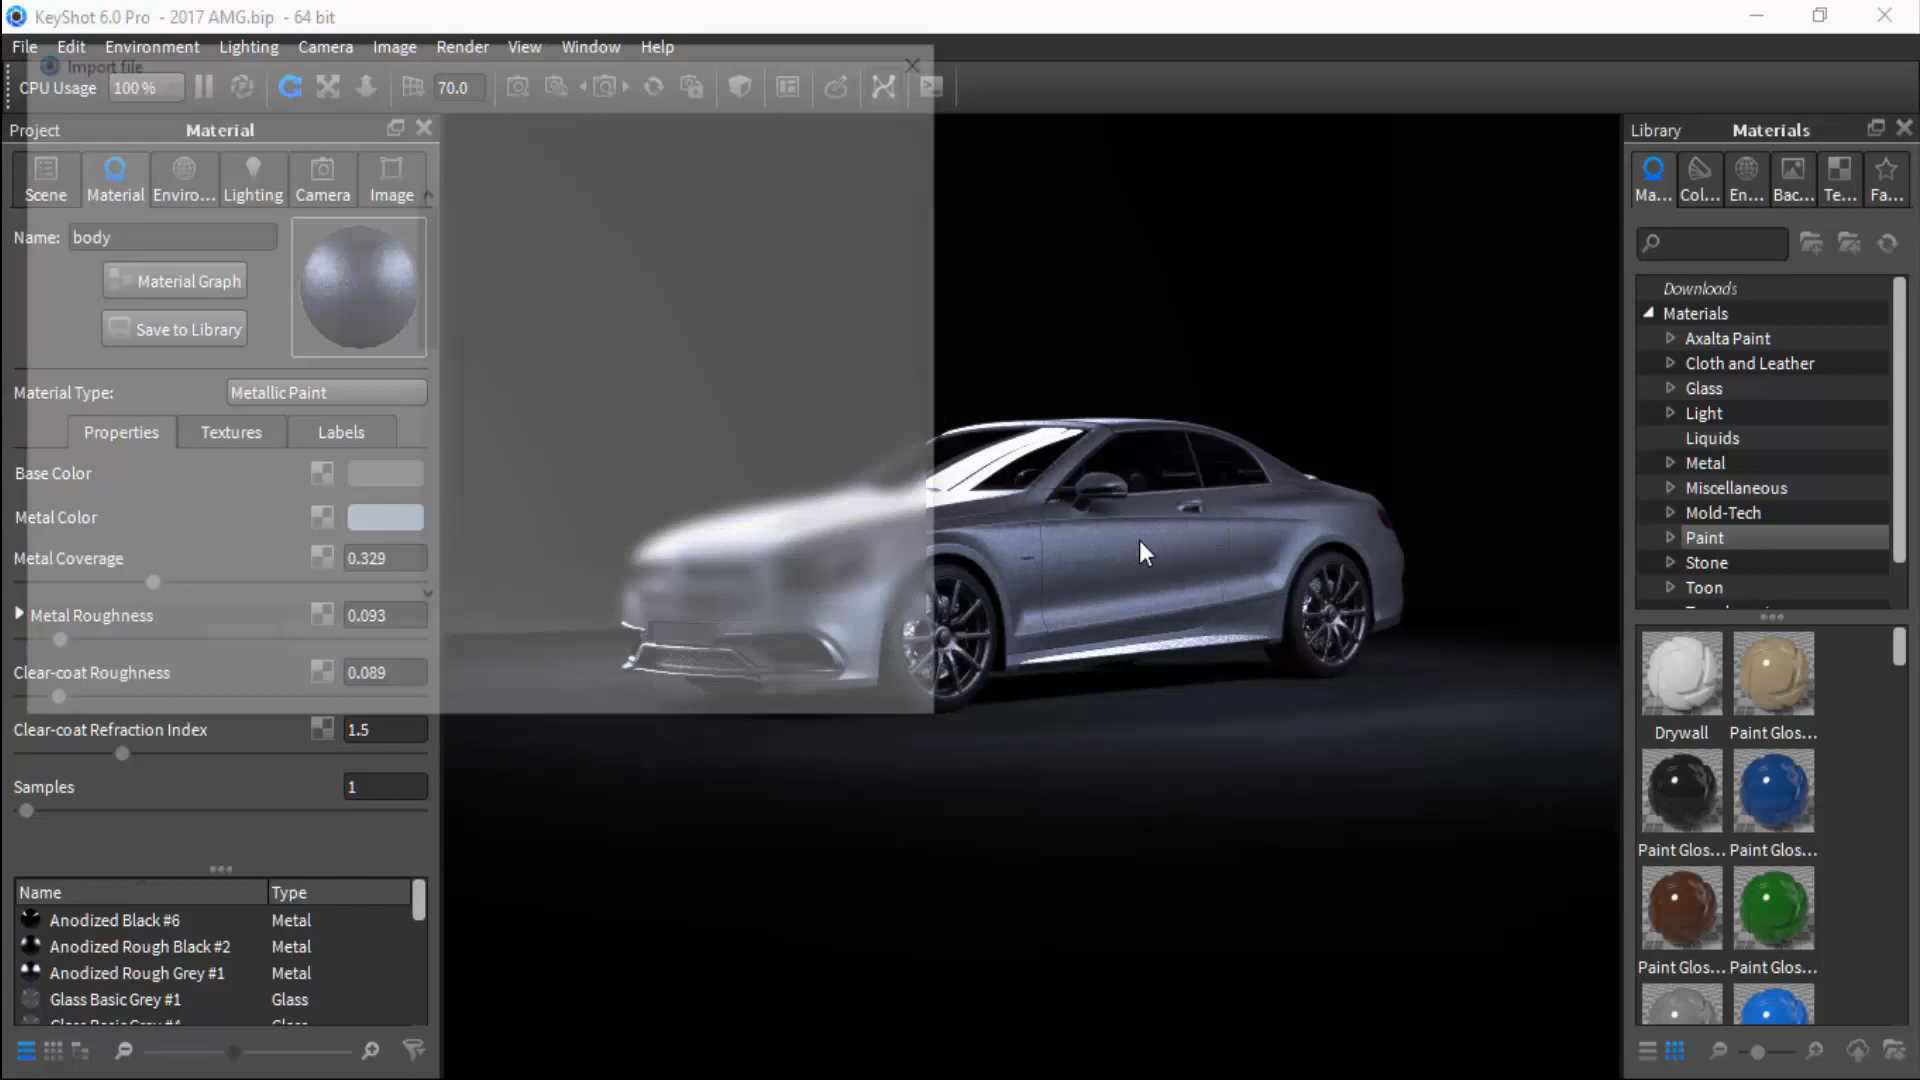 KeyShot 6.0 Pro - 2017 AMG.bip - 64 bit
File Edit Environment Lighting Camera Image Render View Window Help
Import file
CPU Usage 100 % 70.0
Project Material
Scene Material Enviro... Lighting Camera Image
Name: body
Material Graph
Save to Library
Material Type: Metallic Paint
Properties Textures Labels
Base Color
Metal Color
Metal Coverage 0.329
Metal Roughness 0.093
Clear-coat Roughness 0.089
Clear-coat Refraction Index 1.5
Samples 1
Name Type
Anodized Black #6 Metal
Anodized Rough Black #2 Metal
Anodized Rough Grey #1 Metal
Glass Basic Grey #1 Glass
Library Materials
Ma... Col... En... Bac... Te... Fa...
Downloads
Materials
Axalta Paint
Cloth and Leather
Glass
Light
Liquids
Metal
Miscellaneous
Mold-Tech
Paint
Stone
Toon
Drywall Paint Glos...
Paint Glos... Paint Glos...
Paint Glos... Paint Glos...